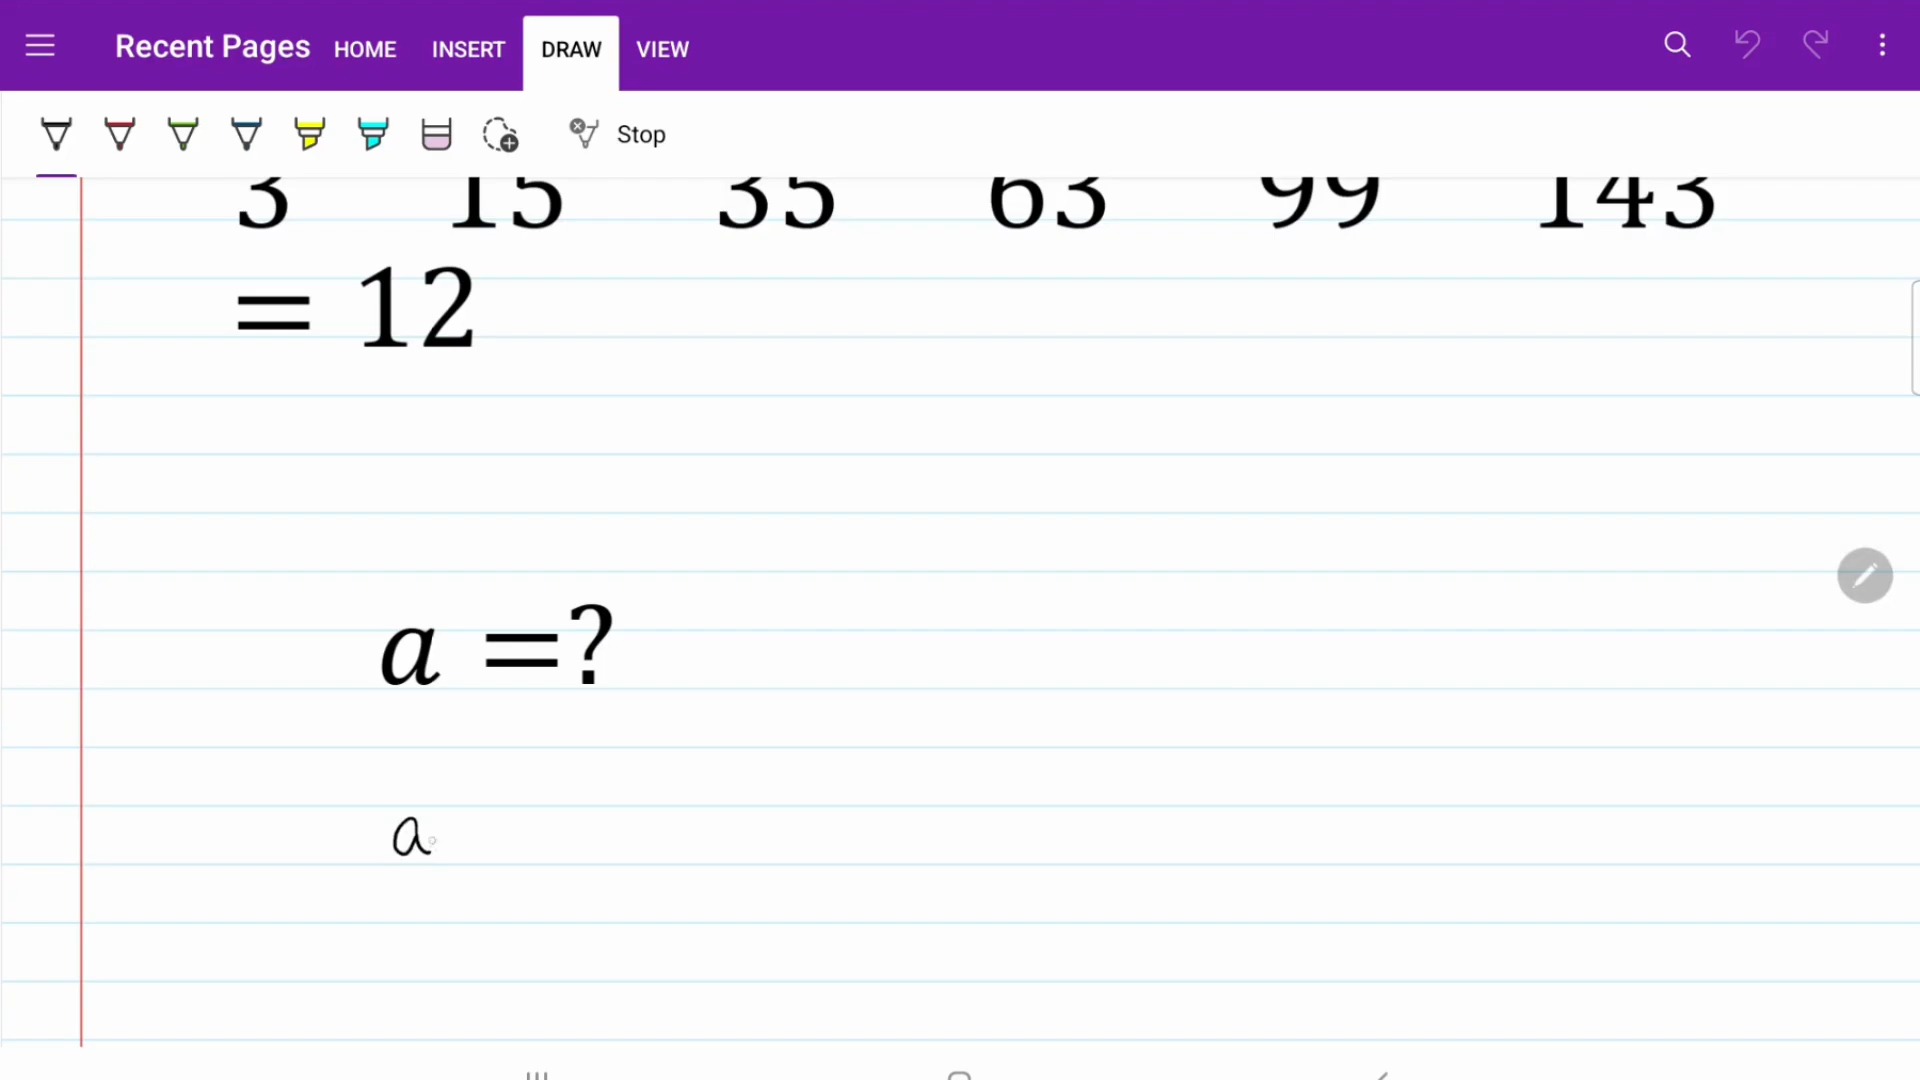 Recent Pages HOME INSERT DRAW VIEW
Stop
3 15 35 63 99 143
= 12
a =?
a